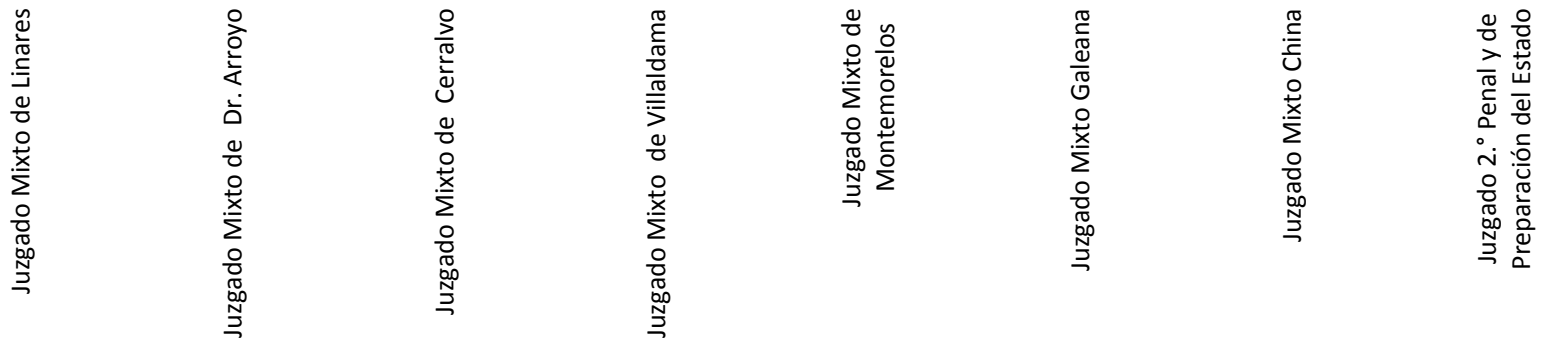 Juzgado Mixto de Linares
Juzgado Mixto de Dr. Arroyo
Juzgado Mixto de Cerralvo
Juzgado Mixto de Villaldama
Juzgado Mixto de
Montemorelos
Juzgado Mixto Galeana
Juzgado Mixto China
Juzgado 2.° Penal y de
Preparación del Estado